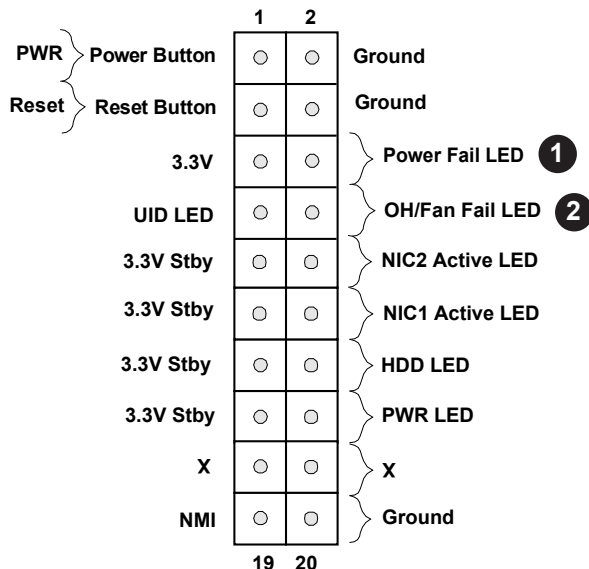 1 2
PWR Power Button Ground
Reset Reset Button Ground
3.3V Power Fail LED 1
UID LED OH/Fan Fail LED 2
3.3V Stby NIC2 Active LED
3.3V Stby NIC1 Active LED
3.3V Stby HDD LED
3.3V Stby PWR LED
X X
NMI Ground
19 20